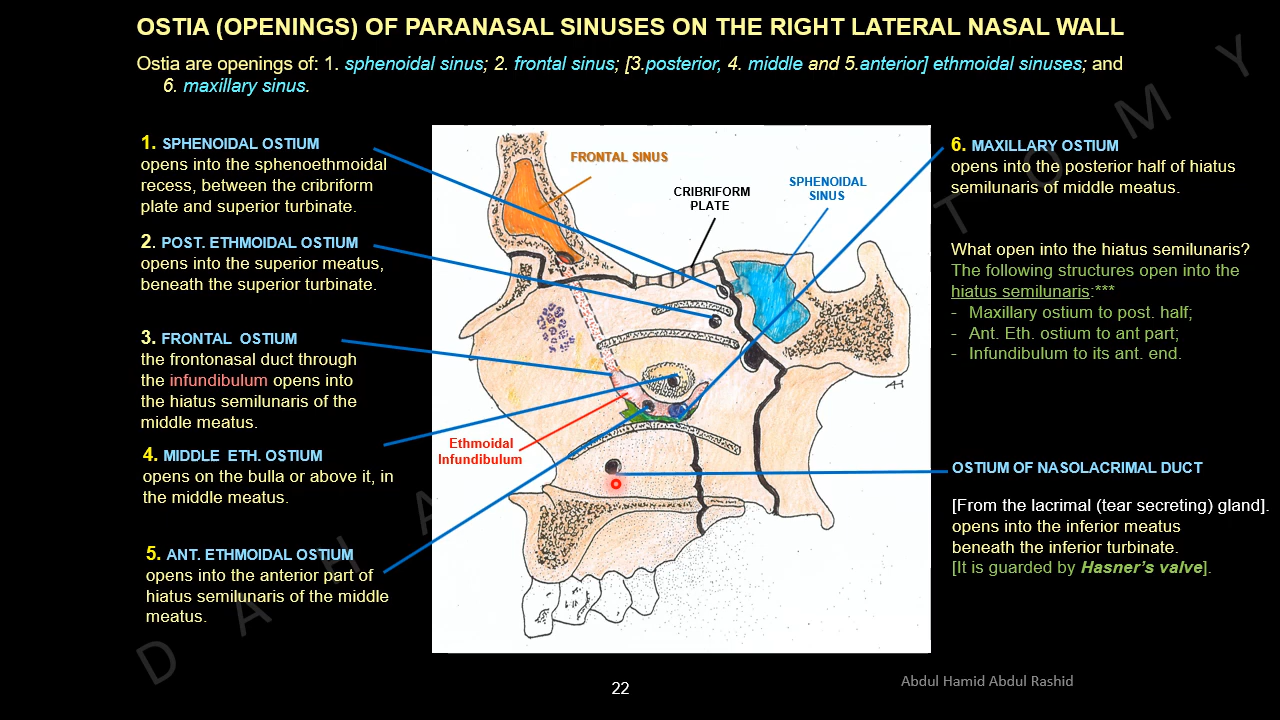 OSTIA (OPENINGS) OF PARANASAL SINUSES ON THE RIGHT LATERAL NASAL WALL
Ostia are openings of: 1. sphenoidal sinus; 2. frontal sinus; [3.posterior, 4. middle and 5.anterior] ethmoidal sinuses; and
6. maxillary sinus.
1. SPHENOIDAL OSTIUM
opens into the sphenoethmoidal
recess, between the cribriform
plate and superior turbinate.
2. POST. ETHMOIDAL OSTIUM
opens into the superior meatus,
beneath the superior turbinate.
3. FRONTAL OSTIUM
the frontonasal duct through
the infundibulum opens into
the hiatus semilunaris of the
middle meatus.
4. MIDDLE ETH. OSTIUM
opens on the bulla or above it, in
the middle meatus.
5. ANT. ETHMOIDAL OSTIUM
opens into the anterior part of
hiatus semilunaris of the middle
meatus.
FRONTAL SINUS
CRIBRIFORM
PLATE
SPHENOIDAL
SINUS
Ethmoidal
Infundibulum
AH
6. MAXILLARY OSTIUM
opens into the posterior half of hiatus
semilunaris of middle meatus.
What open into the hiatus semilunaris?
The following structures open into the
hiatus semilunaris:***
- Maxillary ostium to post. half;
- Ant. Eth. ostium to ant part;
- Infundibulum to its ant. end.
OSTIUM OF NASOLACRIMAL DUCT
[From the lacrimal (tear secreting) gland].
opens into the inferior meatus
beneath the inferior turbinate.
[It is guarded by Hasner's valve].
22
Abdul Hamid Abdul Rashid
D A H A T O M Y